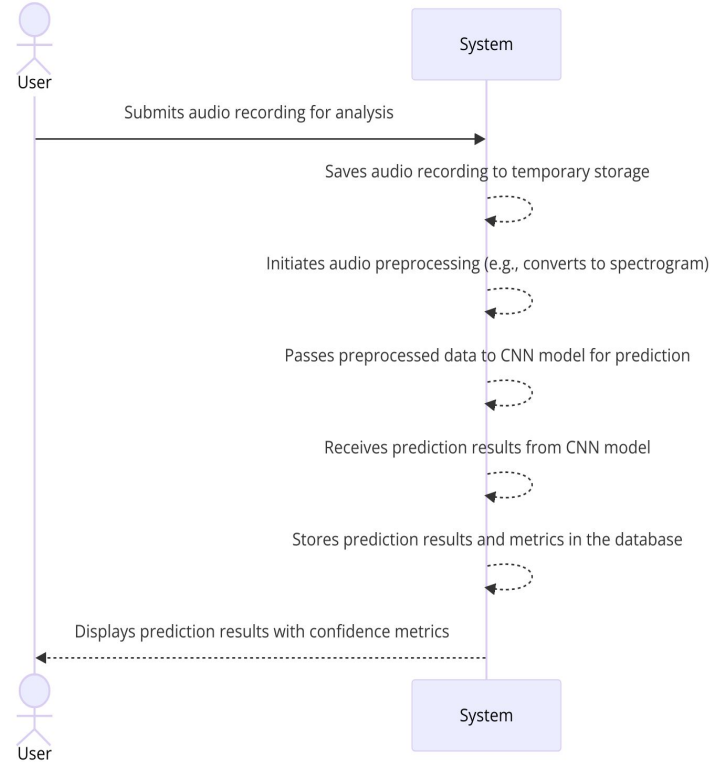 System
User
Submits audio recording for analysis
Saves audio recording to temporary storage
Initiates audio preprocessing (e.g., converts to spectrogram)
Passes preprocessed data to CNN model for prediction
Receives prediction results from CNN model
Stores prediction results and metrics in the database
Displays prediction results with confidence metrics
System
User